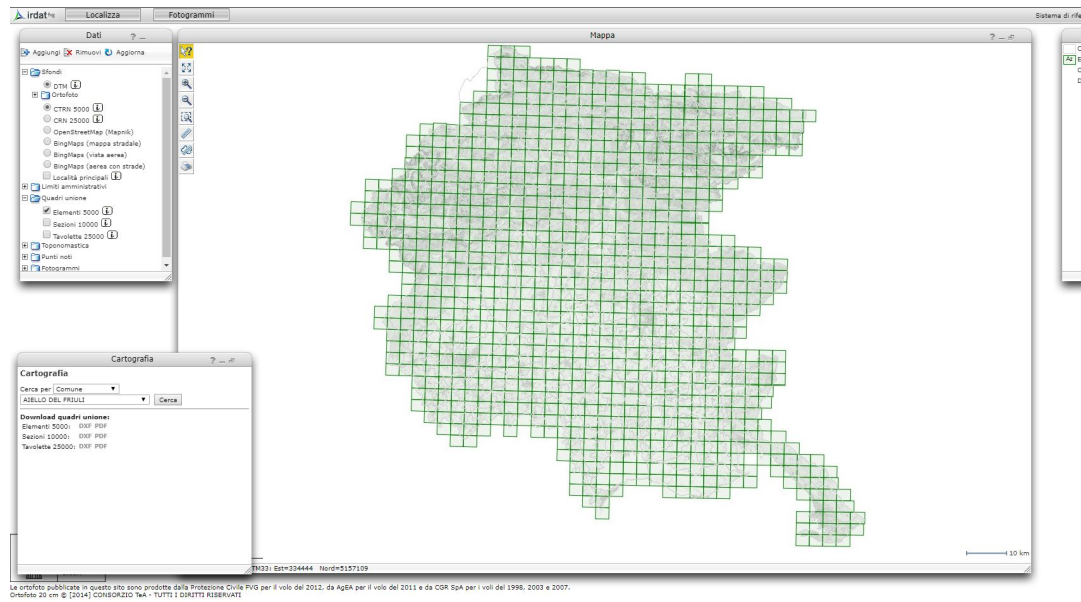 irdat fvg
Localizza
Fotogrammi
Sistema di rife
Dati
? _
Aggiungi Rimuovi Aggiorna
Sfondi
DTM i
Ortofoto
CTRN 5000 i
CRN 25000 i
OpenStreetMap (Mapnik)
BingMaps (mappa stradale)
BingMaps (vista aerea)
BingMaps (aerea con strade)
Località principali i
Limiti amministrativi
Quadri unione
Elementi 5000 i
Sezioni 10000 i
Tavolette 25000 i
Toponomastica
Punti noti
Fotogrammi
Mappa
? _
10 km
TM33: Est=334444 Nord=5157109
Cartografia
? _
Cartografia
Cerca per Comune
AIELLO DEL FRIULI Cerca
Download quadri unione:
Elementi 5000: DXF PDF
Sezioni 10000: DXF PDF
Tavolette 25000: DXF PDF
Le ortofoto pubblicate in questo sito sono prodotte dalla Protezione Civile FVG per il volo del 2012, da AgEA per il volo del 2011 e da CGR SpA per i voli del 1998, 2003 e 2007.
Ortofoto 20 cm © [2014] CONSORZIO TeA - TUTTI I DIRITTI RISERVATI